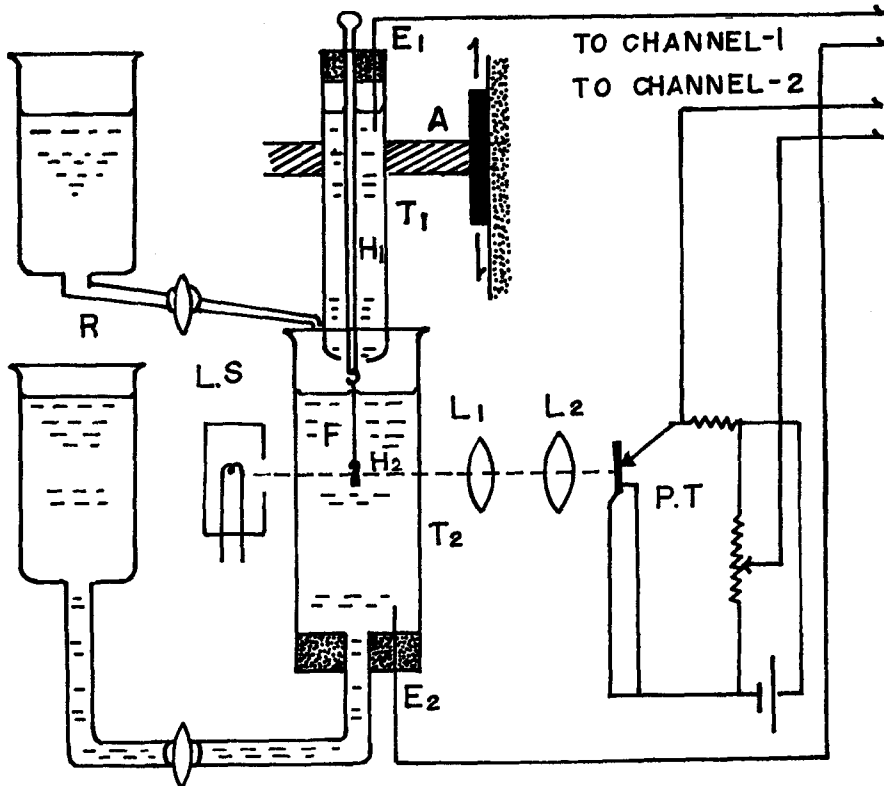 E1
TO CHANNEL-1
TO CHANNEL-2
A
T1
H1
R
L.S
F
H2
L1
L2
P.T
T2
E2